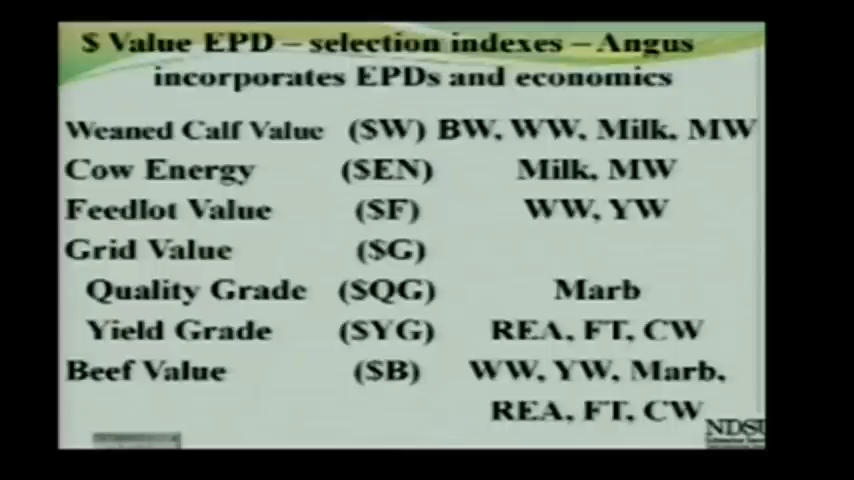 $ Value EPD – selection indexes – Angus
incorporates EPDs and economics
Weaned Calf Value ($W) BW, WW, Milk, MW
Cow Energy ($EN) Milk, MW
Feedlot Value ($F) WW, YW
Grid Value ($G)
Quality Grade ($QG) Marb
Yield Grade ($YG) REA, FT, CW
Beef Value ($B) WW, YW, Marb,
REA, FT, CW
NDSU